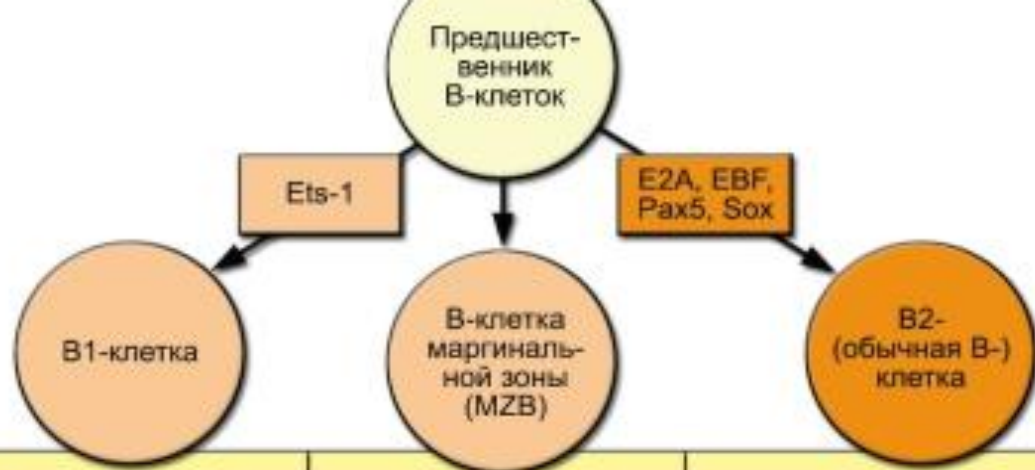 Предшест-
венник
В-клеток
Ets-1
E2A, EBF,
Pax5, Sox
В1-клетка
В-клетка
маргиналь-
ной зоны
(MZB)
В2-
(обычная В-)
клетка